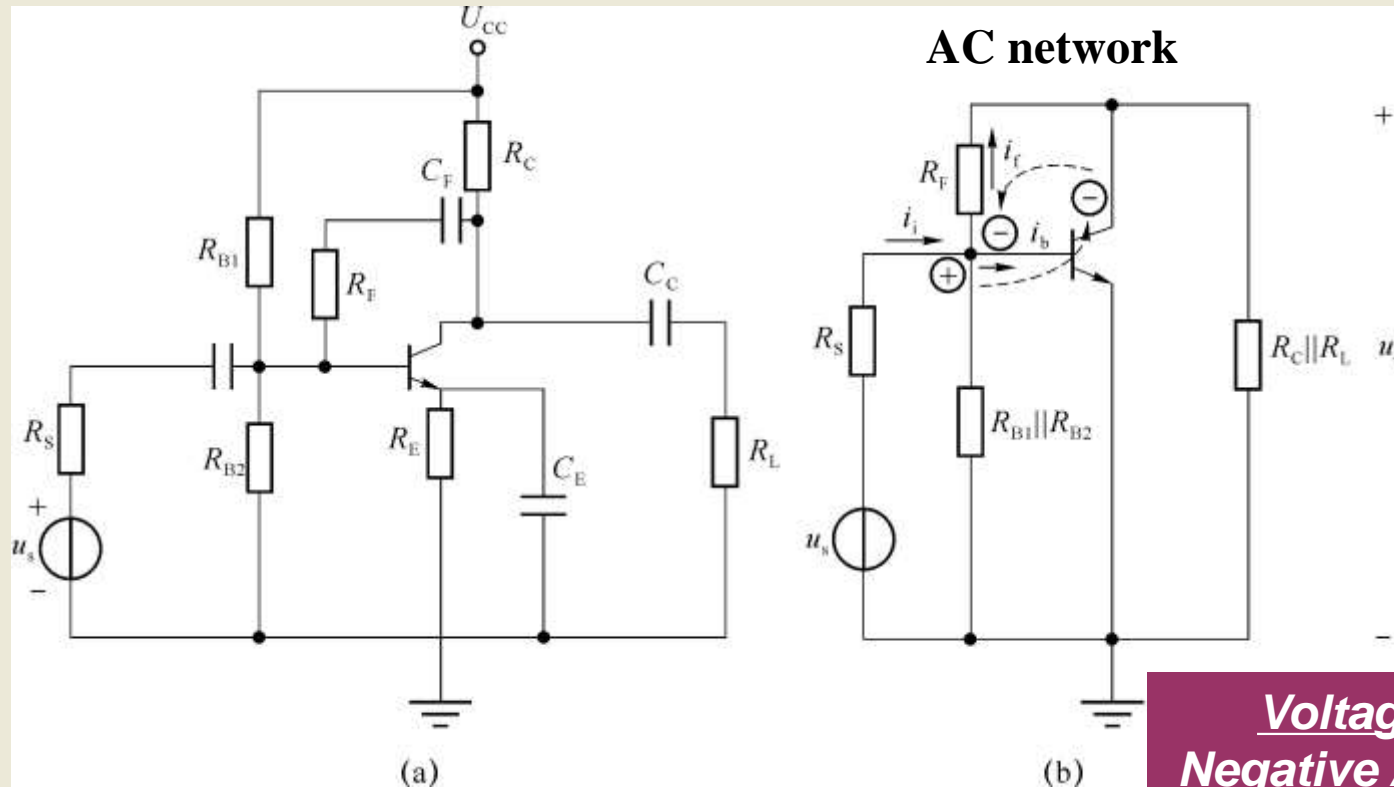 U_CC
AC network
R_C
C_F
R_B1
R_F
C_C
R_S
R_B2
R_E
C_E
R_L
+
u_s
−
(a)
+
R_F
i_f
−
−
i_i
i_b
+
R_S
R_C||R_L
R_B1||R_B2
u_s
−
(b)
Negative